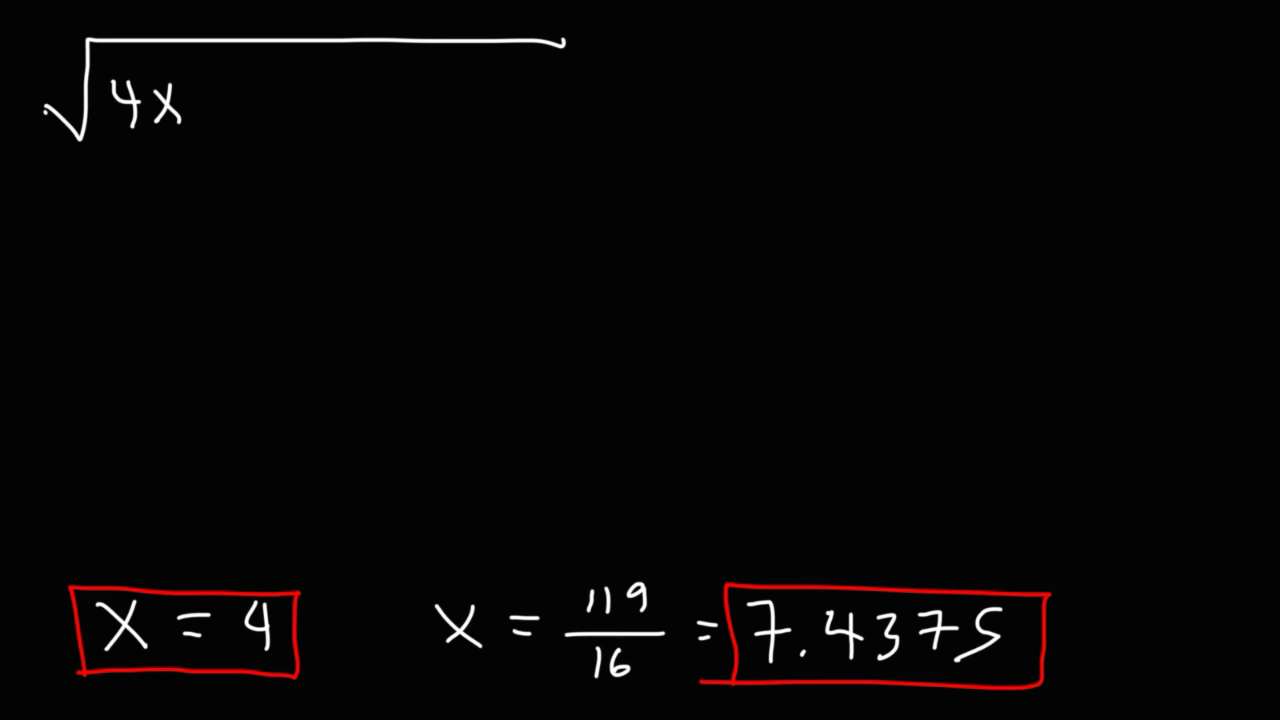 √4x
x = 4 x = 119/16 = 7.4375